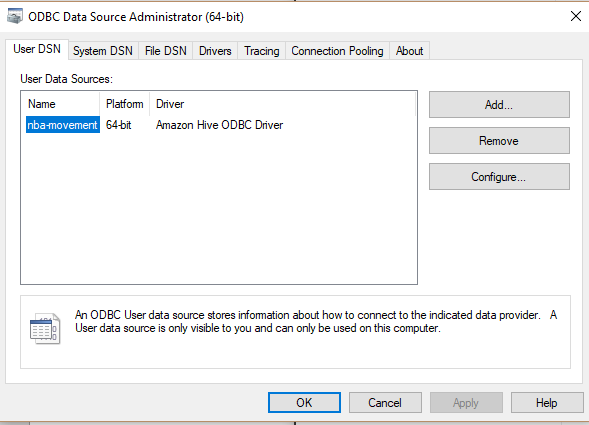 ODBC Data Source Administrator (64-bit)
User DSN System DSN File DSN Drivers Tracing Connection Pooling About
User Data Sources:
Name Platform Driver
nba-movement 64-bit Amazon Hive ODBC Driver
Add...
Remove
Configure...
An ODBC User data source stores information about how to connect to the indicated data provider. A
User data source is only visible to you and can only be used on this computer.
OK Cancel Apply Help